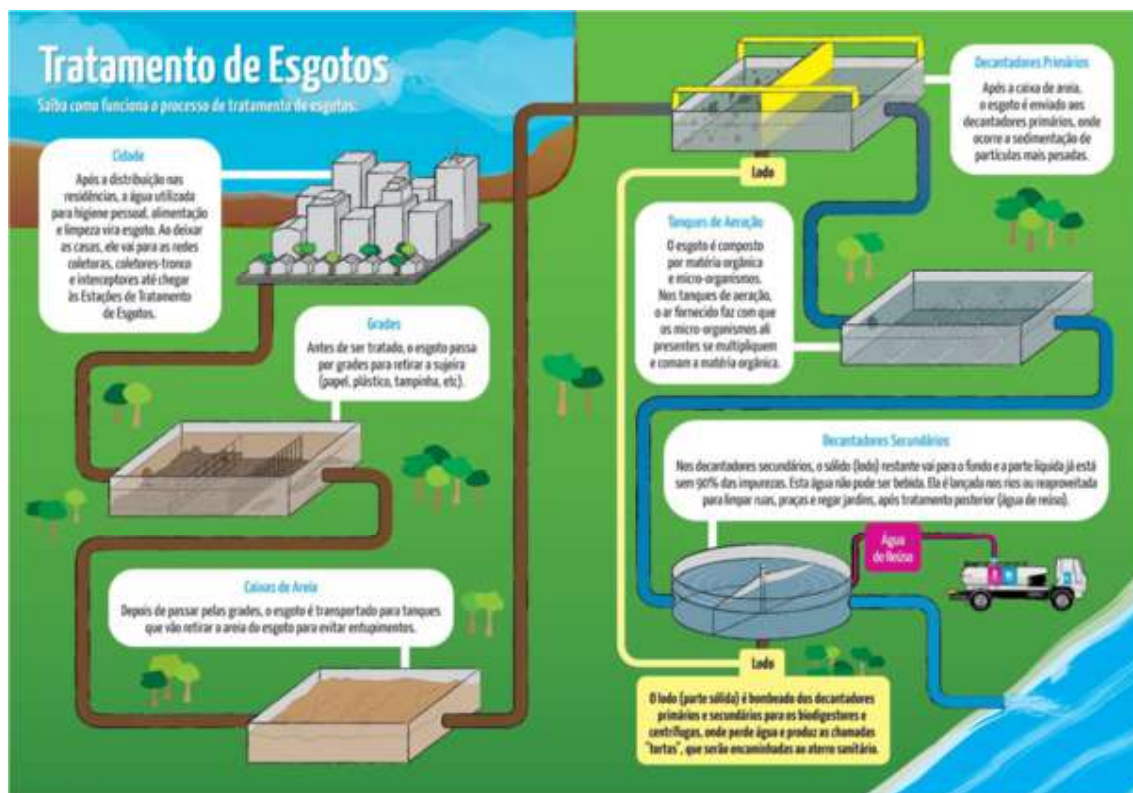 Tratamento de Esgotos
Saiba como funciona o processo de tratamento de esgotos:
Cidade
Após a distribuição nas
residências, a água utilizada
para higiene pessoal, alimentação
e limpeza vira esgoto. Ao deixar
as casas, ele vai para as redes
coletoras, coletores-tronco
e interceptores até chegar
às Estações de Tratamento
de Esgotos.
Grades
Antes de ser tratado, o esgoto passa
por grades para retirar a sujeira
(papel, plástico, tampinha, etc).
Caixas de Areia
Depois de passar pelas grades, o esgoto é transportado para tanques
que vão retirar a areia do esgoto para evitar entupimentos.
Decantadores Primários
Após a caixa de areia,
o esgoto é enviado aos
decantadores primários, onde
ocorre a sedimentação de
partículas mais pesadas.
Lodo
Tanques de Aeração
O esgoto é composto
por matéria orgânica
e micro-organismos.
Nos tanques de aeração,
o ar fornecido faz com que
os micro-organismos ali
presentes se multipliquem
e comam a matéria orgânica.
Decantadores Secundários
Nos decantadores secundários, o sólido (lodo) restante vai para o fundo e a parte líquida já está
sem 90% das impurezas. Esta água não pode ser bebida. Ela é lançada nos rios ou reaproveitada
para limpar ruas, praças e regar jardins, após tratamento posterior (água de reúso).
Água
de Reúso
Lodo
O lodo (parte sólida) é bombeado dos decantadores
primários e secundários para os biodigestores e
centrífugas, onde perde água e produz as chamadas
"tortas", que serão encaminhadas ao aterro sanitário.